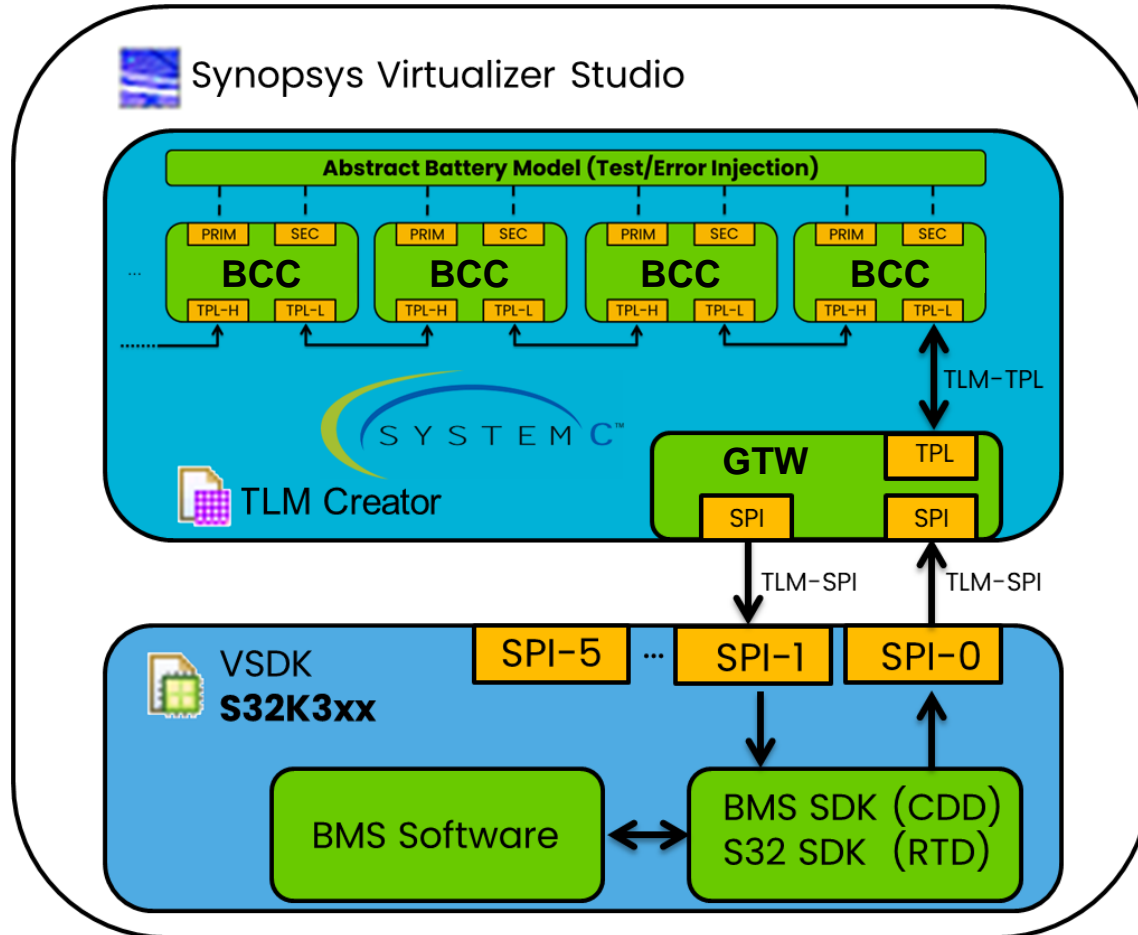 Synopsys Virtualizer Studio
Abstract Battery Model (Test/Error Injection)
PRIM SEC PRIM SEC PRIM SEC PRIM SEC
... BCC BCC BCC BCC
TPL-H TPL-L TPL-H TPL-L TPL-H TPL-L TPL-H TPL-L
TLM-TPL
SYSTEM C™
GTW TPL
TLM Creator
SPI SPI
TLM-SPI TLM-SPI
SPI-5 ... SPI-1 SPI-0
VSDK
S32K3xx
BMS Software
BMS SDK (CDD)
S32 SDK (RTD)